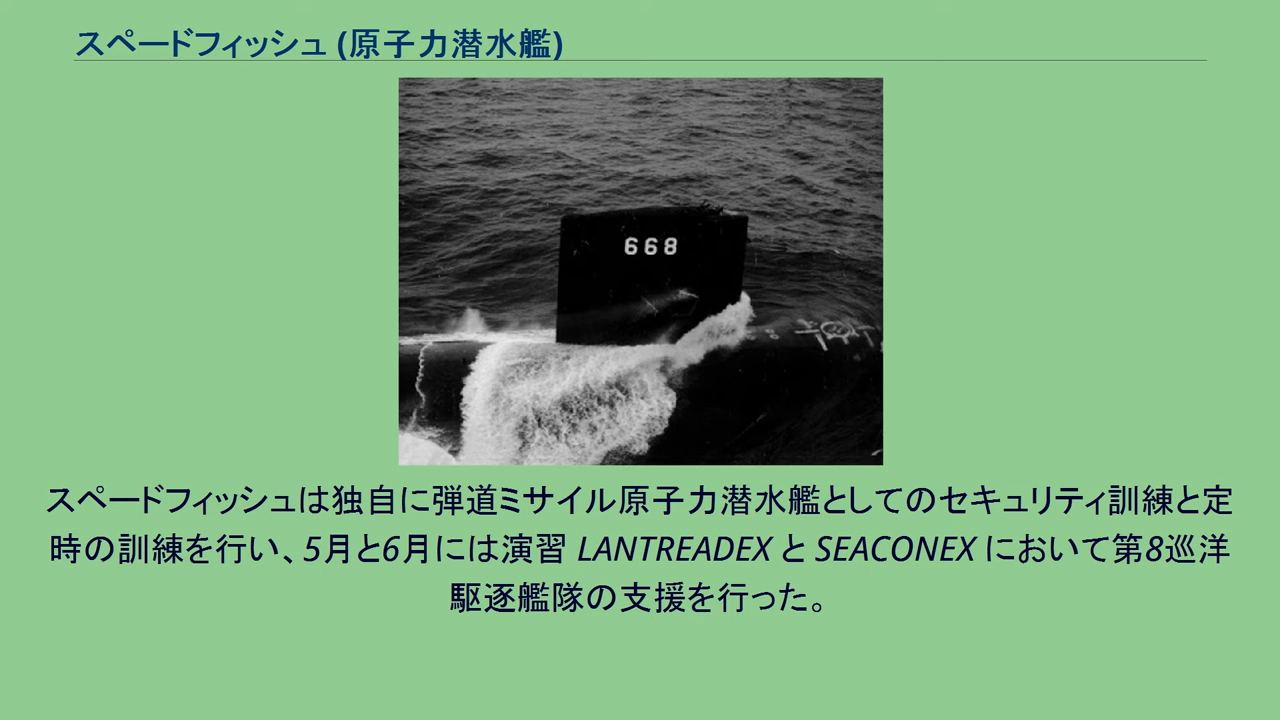 スペードフィッシュ (原子力潜水艦)
668
スペードフィッシュは独自に弾道ミサイル原子力潜水艦としてのセキュリティ訓練と定
時の訓練を行い、5月と6月には演習 LANTREADEX と SEACONEX において第8巡洋
駆逐艦隊の支援を行った。